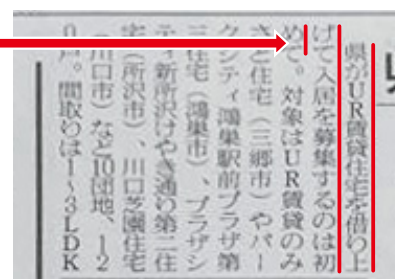 県がUR賃貸住宅を借り上
げて入居を募集するのは初
めて。対象はUR賃貸のみ
さと住宅(三郷市)やパー
クシティ鴻巣駅前プラザ第
三住宅(鴻巣市)、プラザシ
ティ新所沢けやき通り第二住
宅(所沢市)、川口芝園住宅
(川口市)など10団地、12
0戸。間取りは1~3LDK